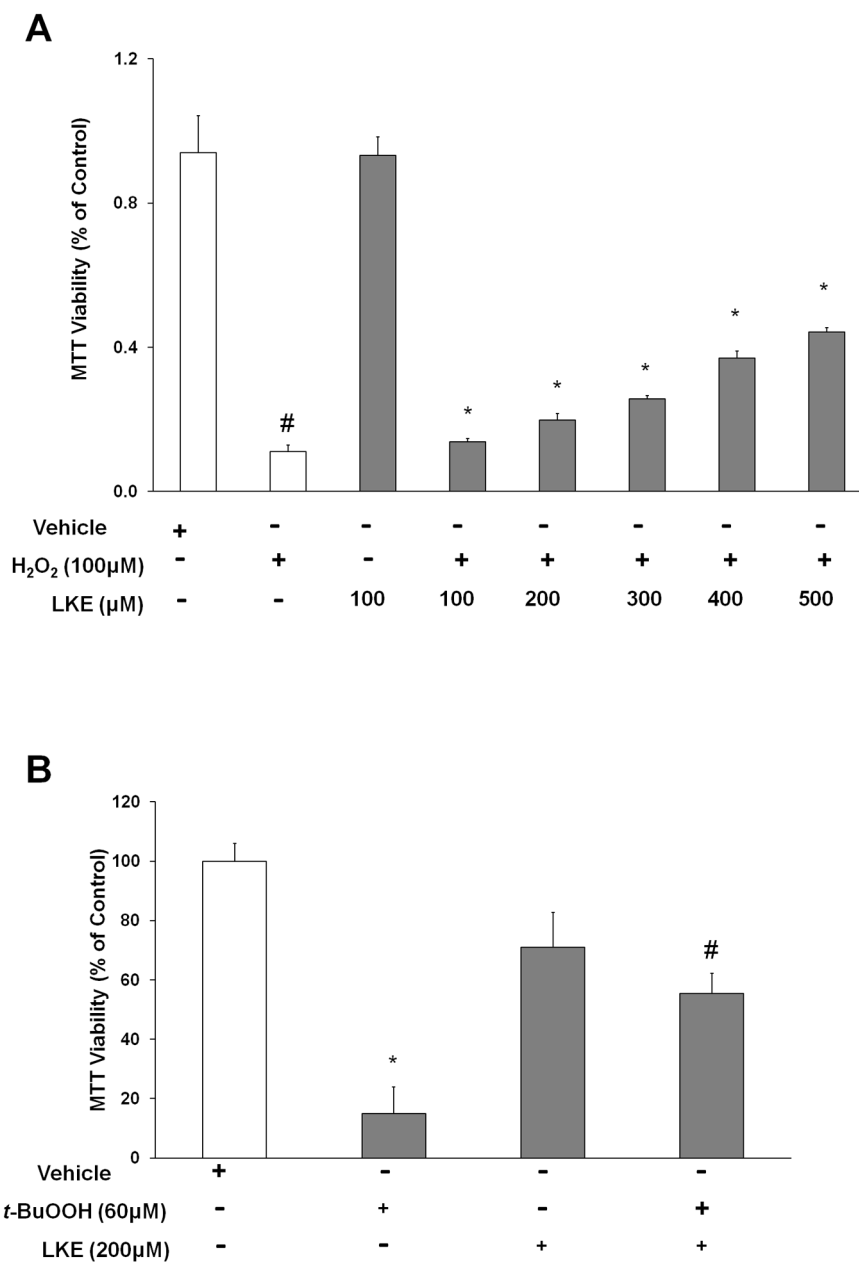 A
1.2
0.8
0.4
0.0
MTT Viability (% of Control)
#
* * * * *
Vehicle + - - - - - - -
H₂O₂ (100µM) - + - + + + + +
LKE (µM) - - 100 100 200 300 400 500
B
120
100
80
60
40
20
0
MTT Viability (% of Control)
*
#
Vehicle + - - -
t-BuOOH (60µM) - + - +
LKE (200µM) - - + +